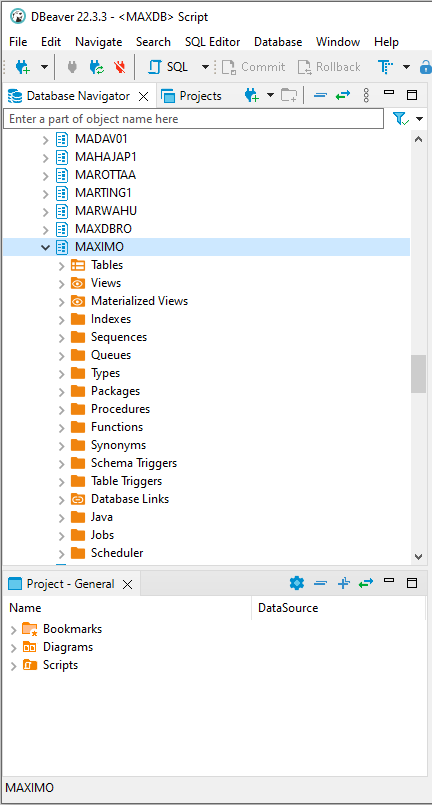 DBeaver 22.3.3 - <MAXDB> Script
File Edit Navigate Search SQL Editor Database Window Help
SQL Commit Rollback T
Database Navigator Projects
Enter a part of object name here
MADAV01
MAHAJAP1
MAROTTAA
MARTING1
MARWAHU
MAXDBRO
MAXIMO
Tables
Views
Materialized Views
Indexes
Sequences
Queues
Types
Packages
Procedures
Functions
Synonyms
Schema Triggers
Table Triggers
Database Links
Java
Jobs
Scheduler
Project - General
Name DataSource
Bookmarks
Diagrams
Scripts
MAXIMO